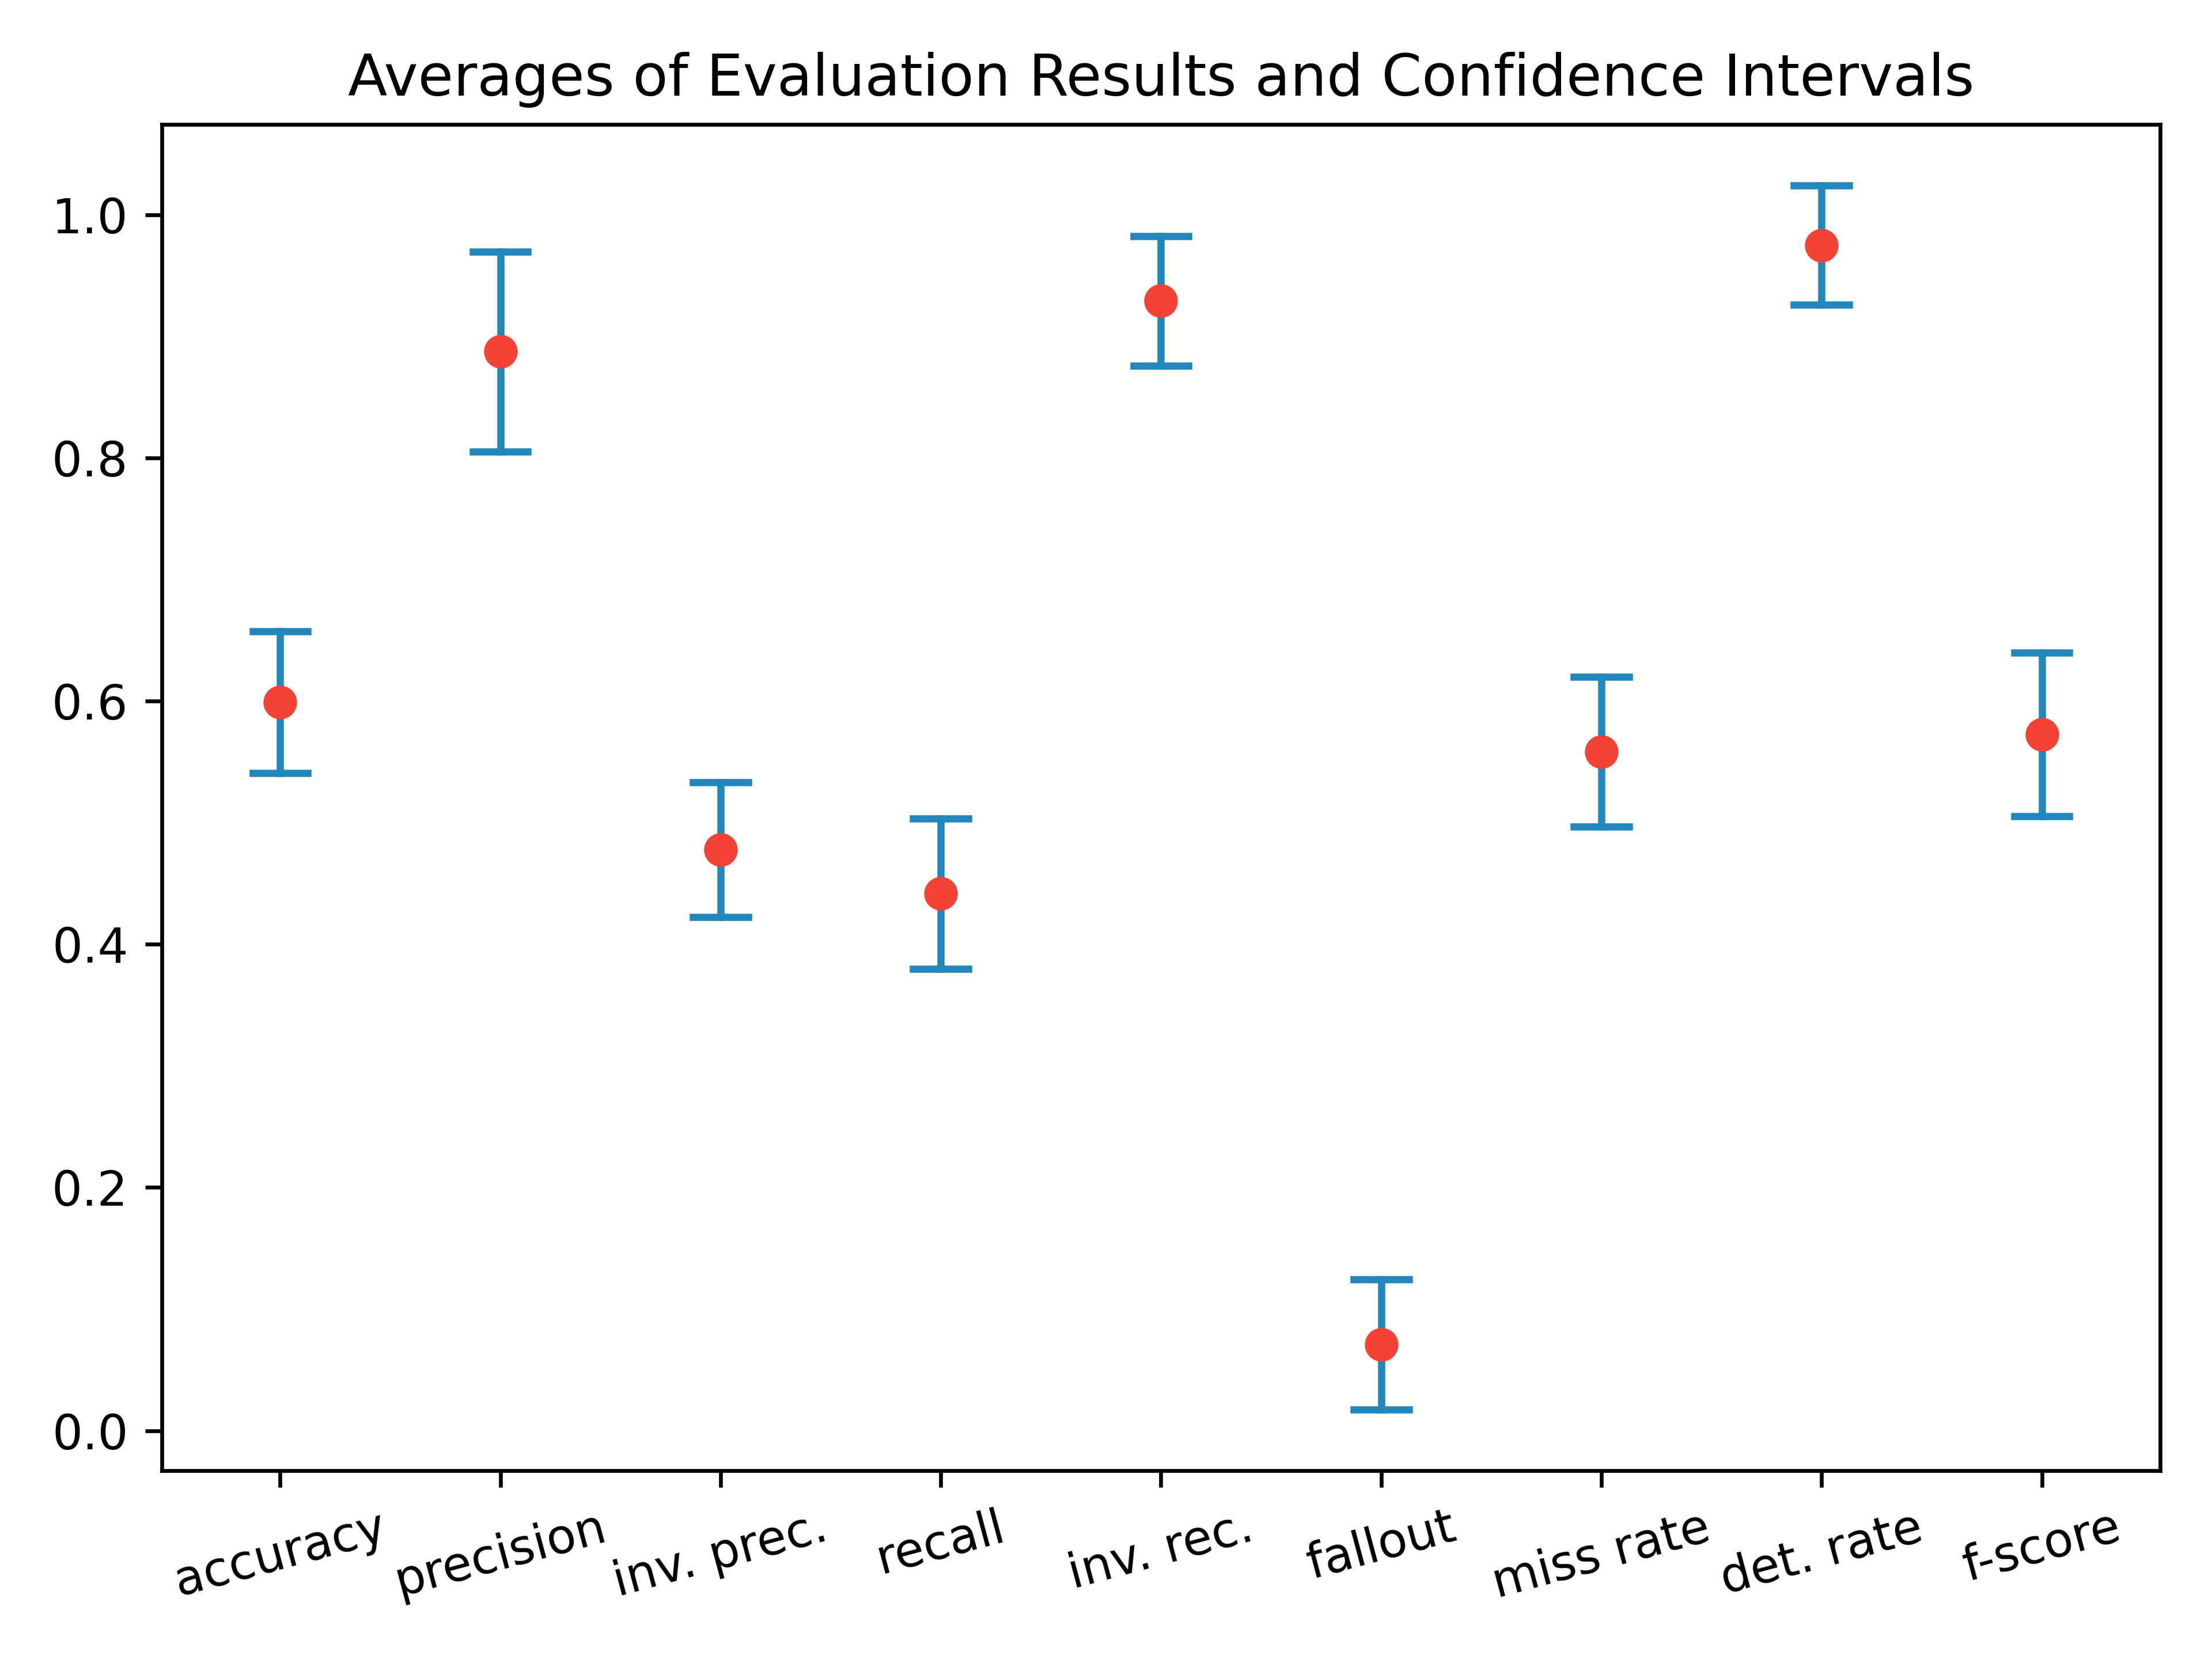 Averages of Evaluation Results and Confidence Intervals
1.0
0.8
0.6
0.4
0.2
0.0
accuracy
precision
inv. prec.
recall
inv. rec.
fallout
miss rate
det. rate
f-score